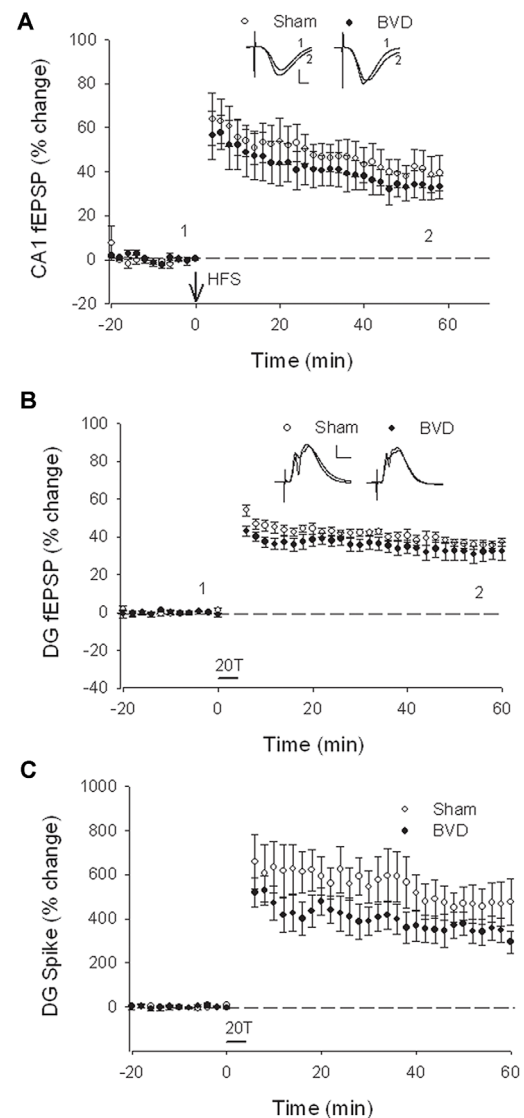 A
Sham BVD
1
2
100
80
60
40
20
0
-20
CA1 fEPSP (% change)
1
2
HFS
-20 0 20 40 60
Time (min)
B
Sham BVD
100
80
60
40
20
0
-20
-40
DG fEPSP (% change)
1
2
20T
-20 0 20 40 60
Time (min)
C
1000
800
600
400
200
0
DG Spike (% change)
Sham
BVD
20T
-20 0 20 40 60
Time (min)